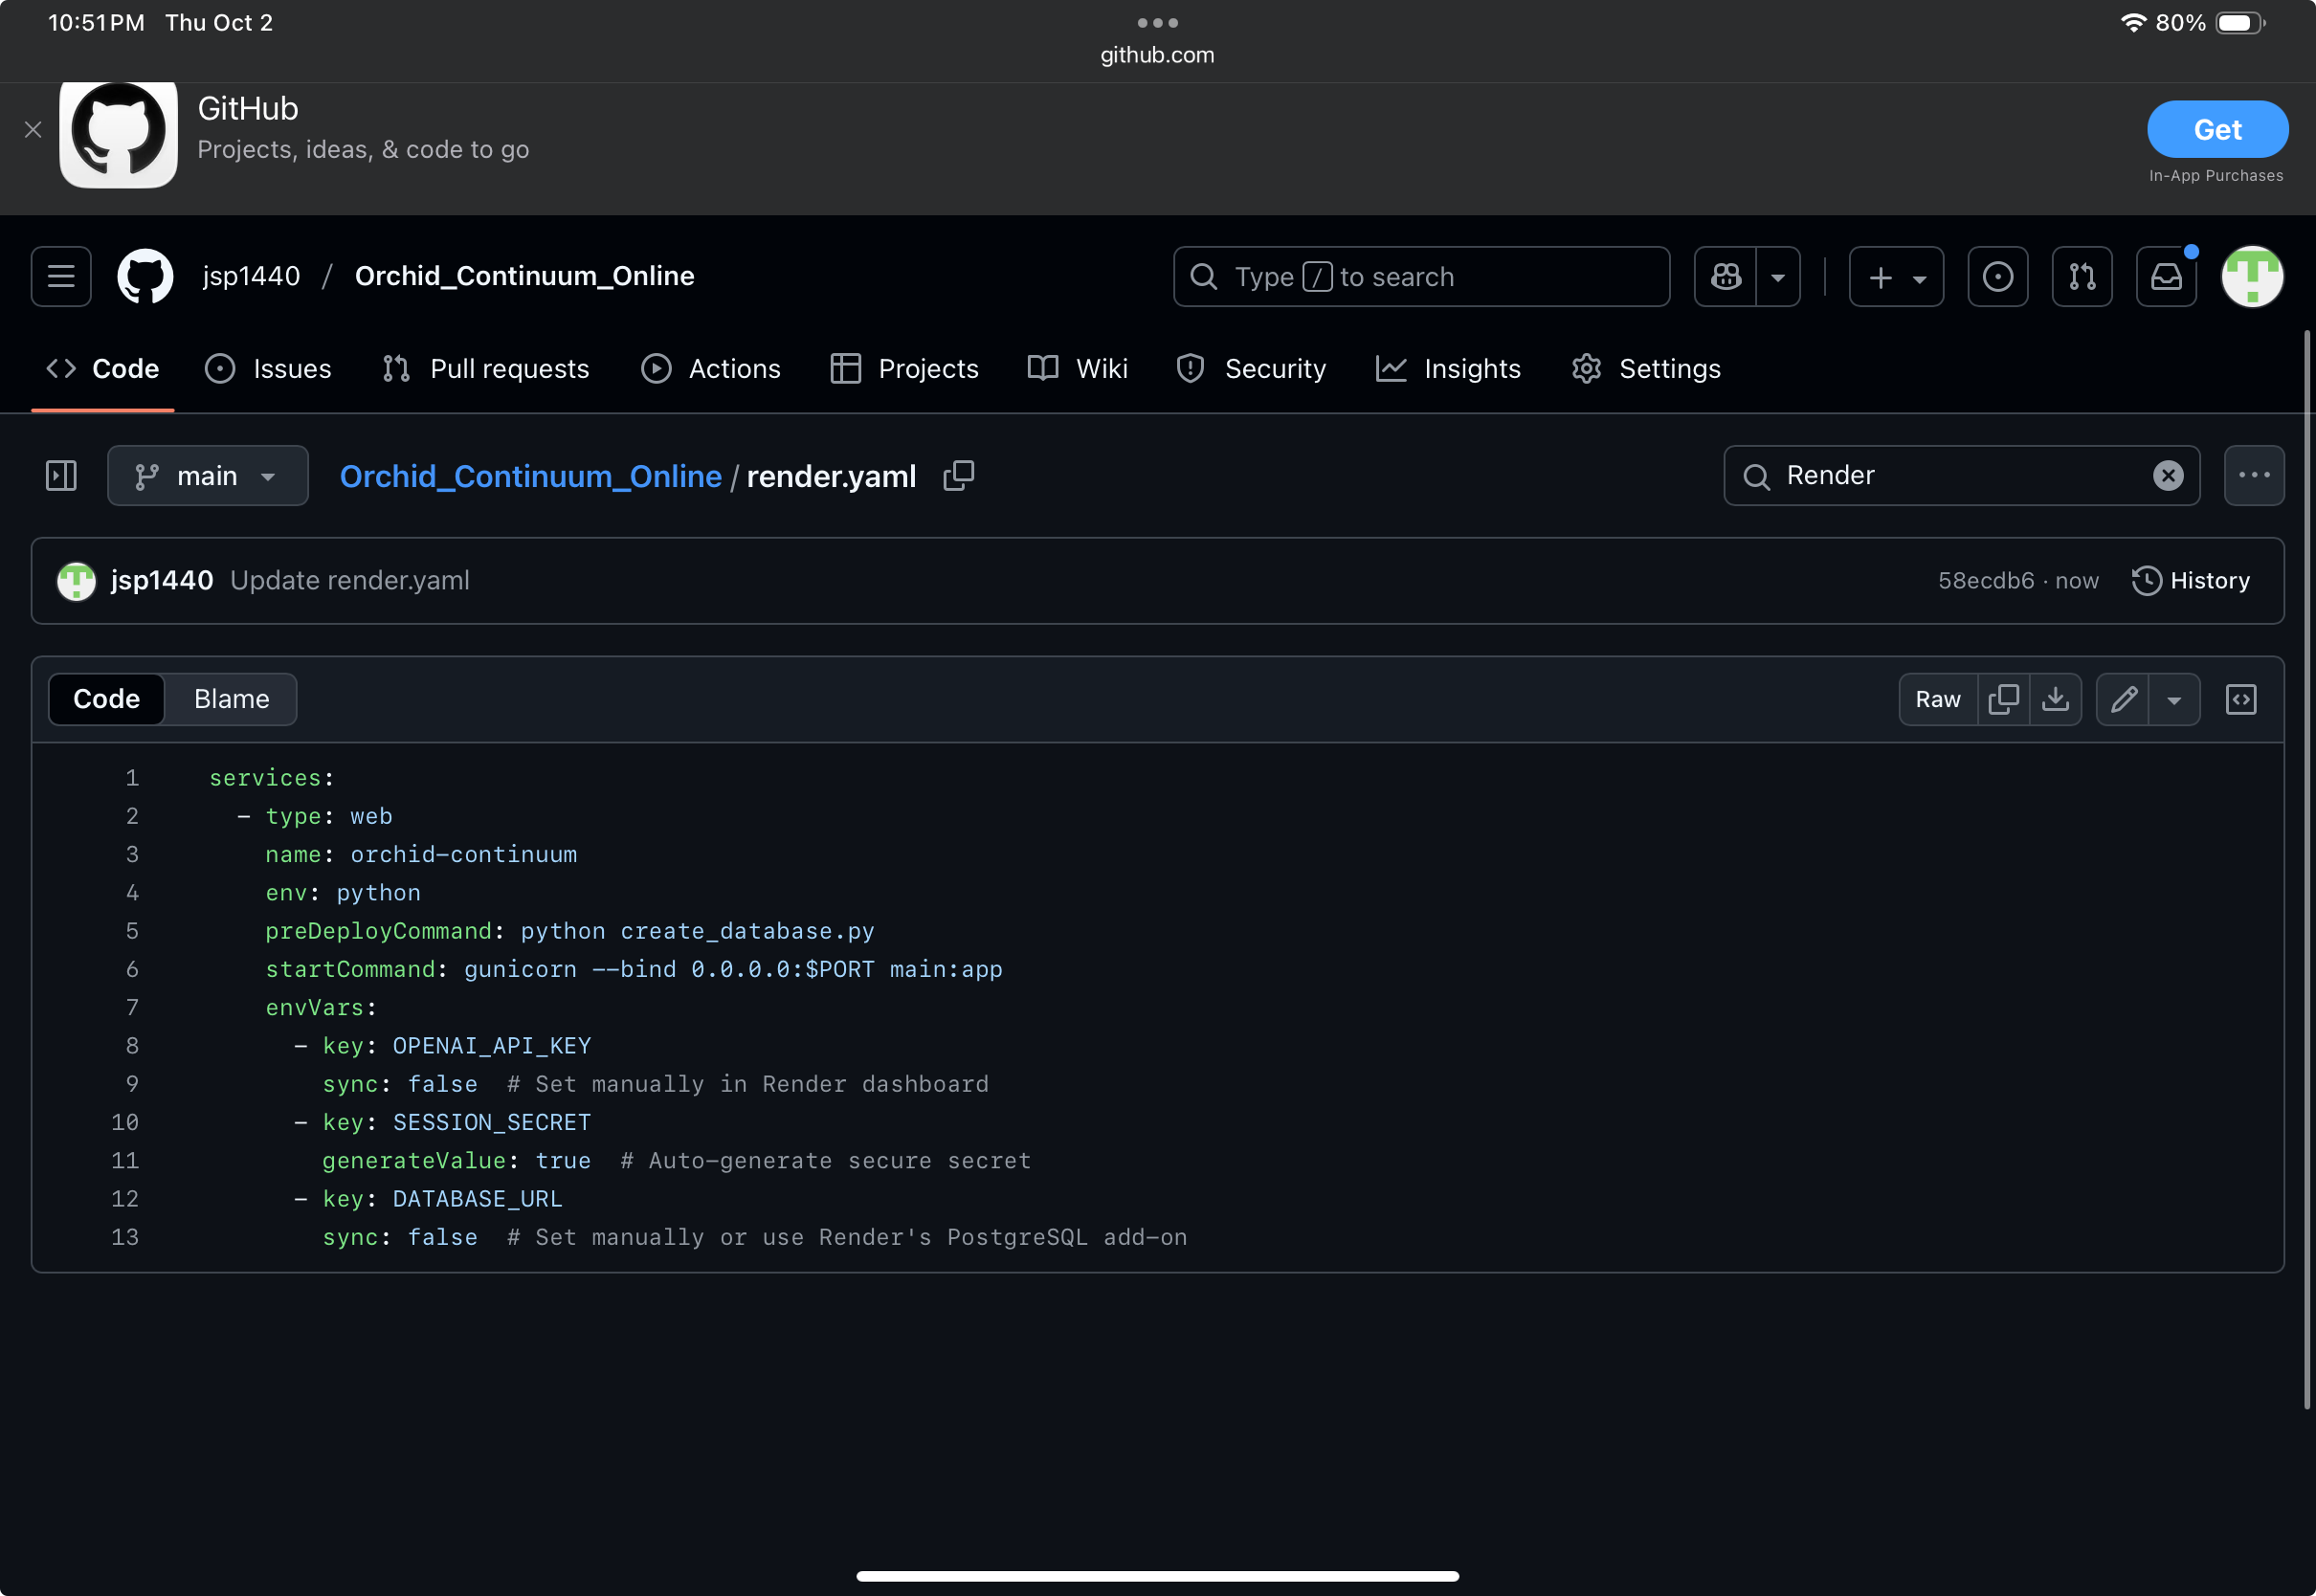 10:51 PM Thu Oct 2
80%
github.com
GitHub
Projects, ideas, & code to go
Get
In-App Purchases
jsp1440 / Orchid_Continuum_Online
Type / to search
Code Issues Pull requests Actions Projects Wiki Security Insights Settings
main Orchid_Continuum_Online / render.yaml
Render
jsp1440 Update render.yaml
58ecdb6 · now History
Code Blame
Raw
1 services:
2   - type: web
3     name: orchid-continuum
4     env: python
5     preDeployCommand: python create_database.py
6     startCommand: gunicorn --bind 0.0.0.0:$PORT main:app
7     envVars:
8       - key: OPENAI_API_KEY
9         sync: false  # Set manually in Render dashboard
10       - key: SESSION_SECRET
11         generateValue: true  # Auto-generate secure secret
12       - key: DATABASE_URL
13         sync: false  # Set manually or use Render's PostgreSQL add-on